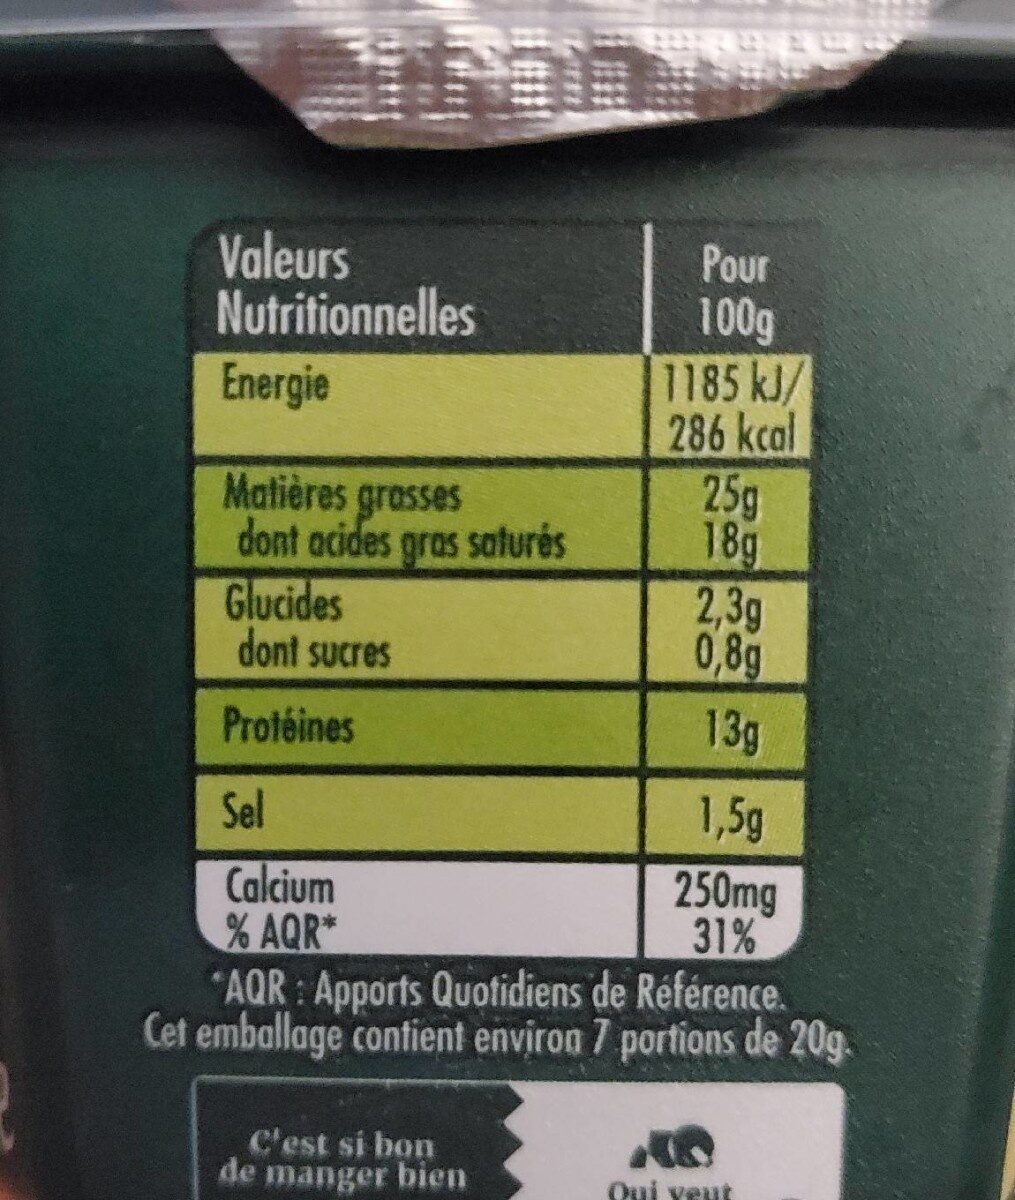 Valeurs
Nutritionnelles
Pour
100g
Energie
1185 kJ/
286 kcal
Matières grasses
25g
dont acides gras saturés
18g
Glucides
2,3g
dont sucres
0,8g
Protéines
13g
Sel
1,5g
Calcium
250mg
% AQR*
31%
*AQR : Apports Quotidiens de Référence.
Cet emballage contient environ 7 portions de 20g.
C'est si bon
de manger bien
Qui veut